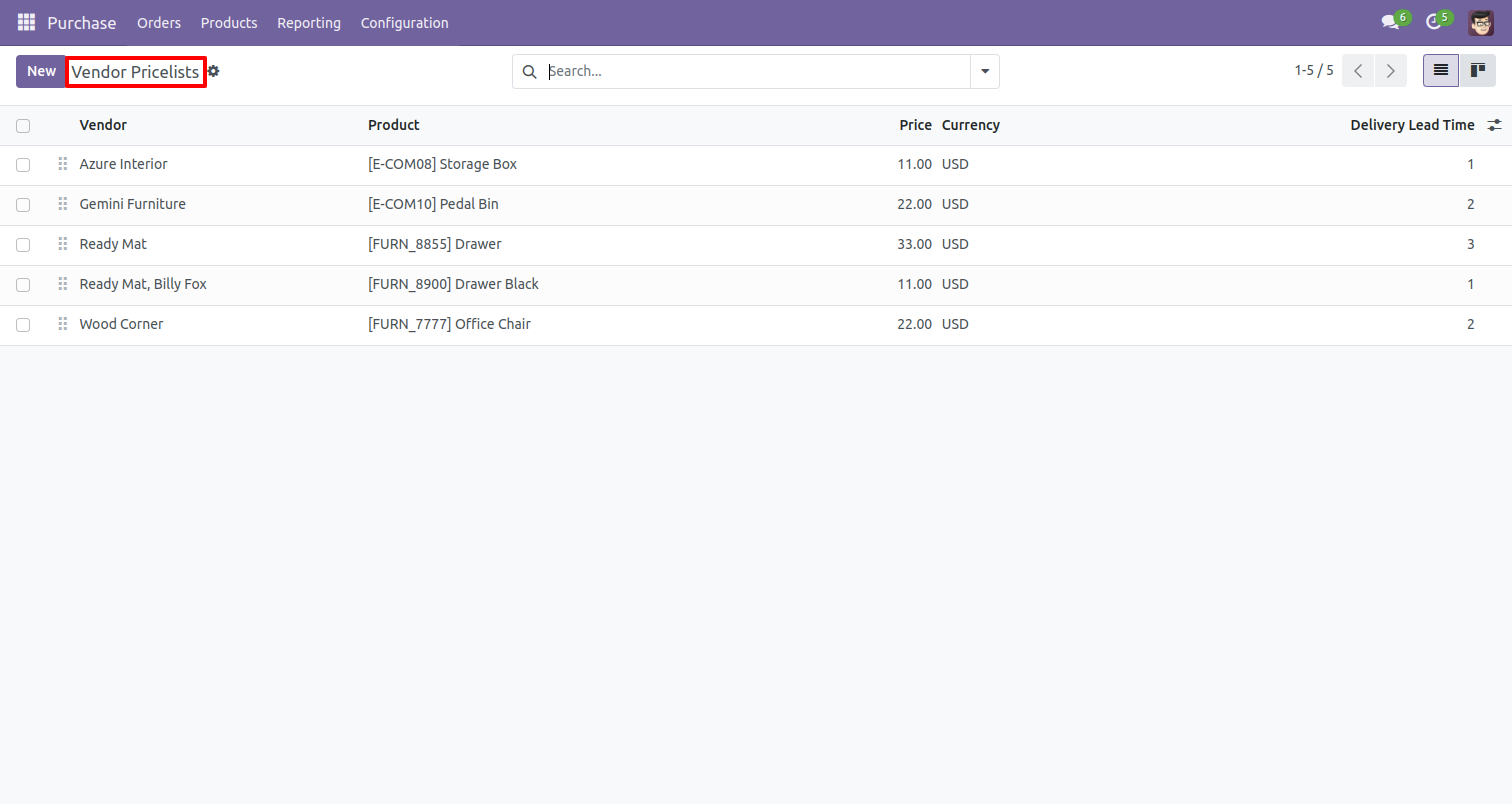 Purchase Orders Products Reporting Configuration 6 5
New Vendor Pricelists Search... 1-5 / 5
Vendor Product Price Currency Delivery Lead Time
Azure Interior [E-COM08] Storage Box 11.00 USD 1
Gemini Furniture [E-COM10] Pedal Bin 22.00 USD 2
Ready Mat [FURN_8855] Drawer 33.00 USD 3
Ready Mat, Billy Fox [FURN_8900] Drawer Black 11.00 USD 1
Wood Corner [FURN_7777] Office Chair 22.00 USD 2